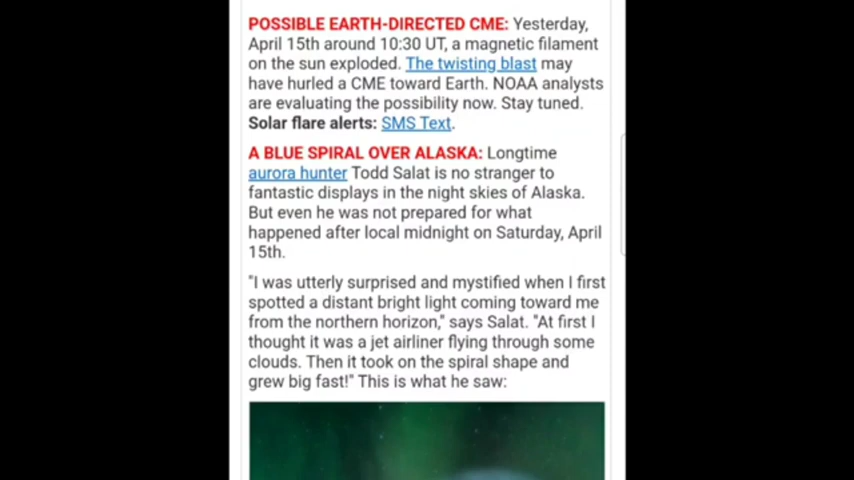 POSSIBLE EARTH-DIRECTED CME: Yesterday,
April 15th around 10:30 UT, a magnetic filament
on the sun exploded. The twisting blast may
have hurled a CME toward Earth. NOAA analysts
are evaluating the possibility now. Stay tuned.
Solar flare alerts: SMS Text.
A BLUE SPIRAL OVER ALASKA: Longtime
aurora hunter Todd Salat is no stranger to
fantastic displays in the night skies of Alaska.
But even he was not prepared for what
happened after local midnight on Saturday, April
15th.
"I was utterly surprised and mystified when I first
spotted a distant bright light coming toward me
from the northern horizon," says Salat. "At first I
thought it was a jet airliner flying through some
clouds. Then it took on the spiral shape and
grew big fast!" This is what he saw: